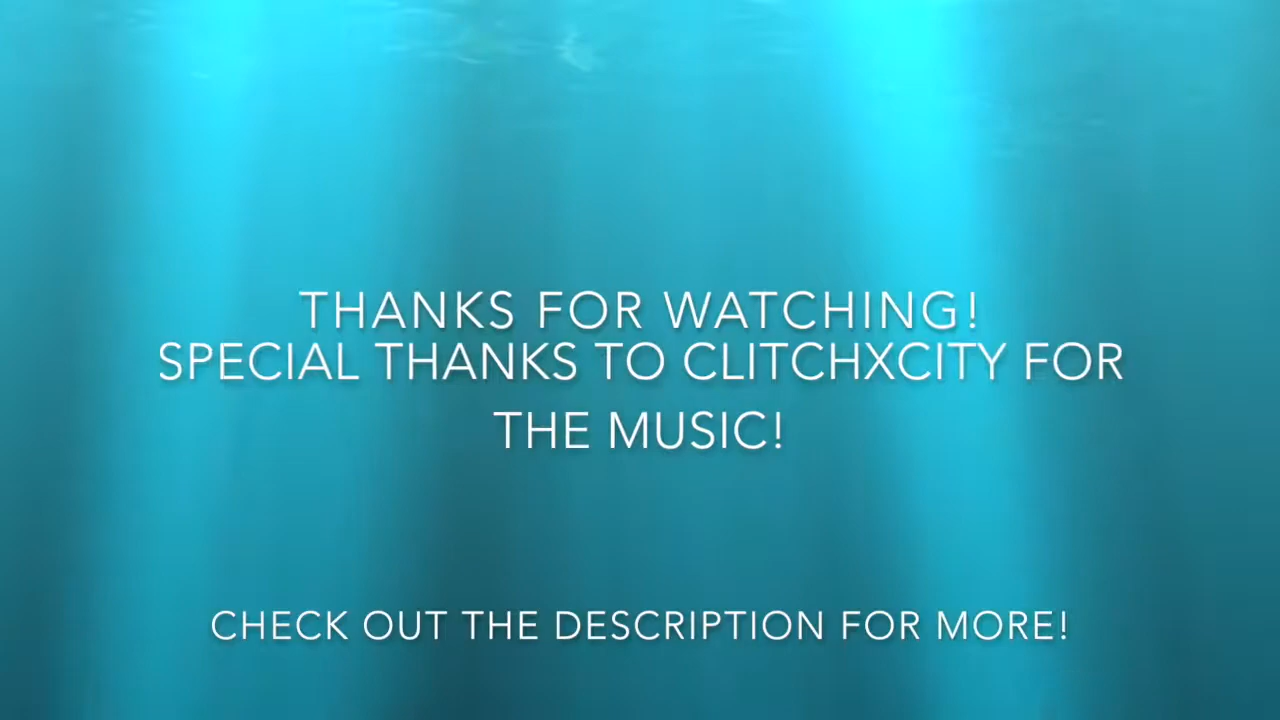 THANKS FOR WATCHING!
SPECIAL THANKS TO CLITCHXCITY FOR
THE MUSIC!
CHECK OUT THE DESCRIPTION FOR MORE!